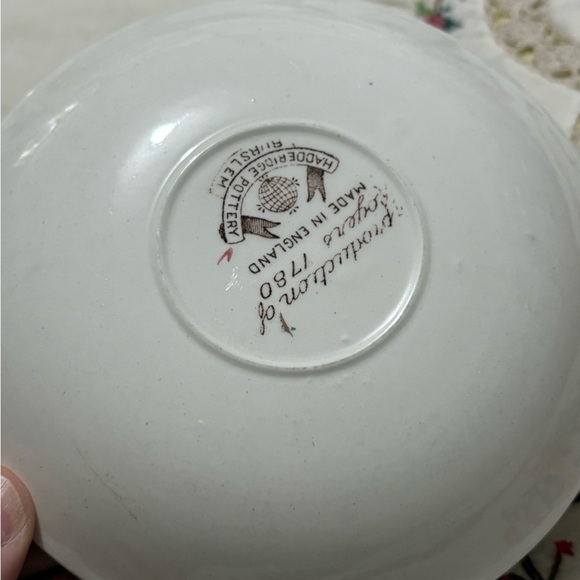 HADDERIDGE POTTERY
BURSLEM
MADE IN ENGLAND
production of
Rogers
1780